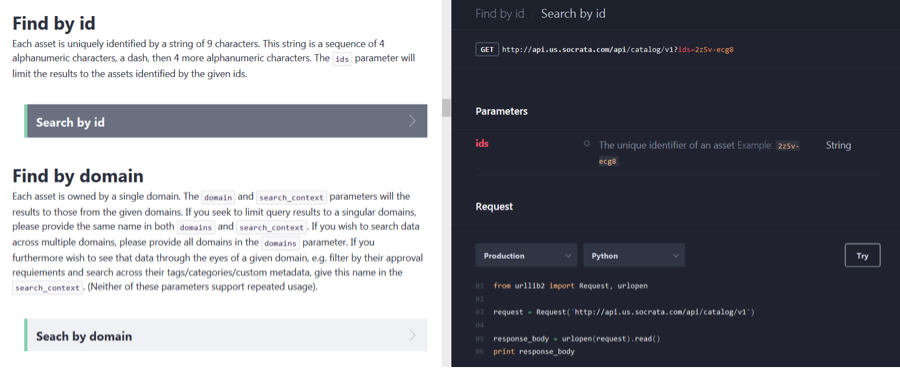 Find by id
Each asset is uniquely identified by a string of 9 characters. This string is a sequence of 4
alphanumeric characters, a dash, then 4 more alphanumeric characters. The ids parameter will
limit the results to the assets identified by the given ids.
Search by id
Find by domain
Each asset is owned by a single domain. The domain and search_context parameters will the
results to those from the given domains. If you seek to limit query results to a singular domains,
please provide the same name in both domains and search_context. If you wish to search data
across multiple domains, please provide all domains in the domains parameter. If you
furthermore wish to see that data through the eyes of a given domain, e.g. filter by their approval
requiements and search across their tags/categories/custom metadata, give this name in the
search_context. (Neither of these parameters support repeated usage).
Seach by domain
Find by id Search by id
GET http://api.us.socrata.com/api/catalog/v1?ids=2z5v-ecg8
Parameters
ids The unique identifier of an asset Example: 2z5v- String
ecg8
Request
Production Python Try
01 from urllib2 import Request, urlopen
02
03 request = Request('http://api.us.socrata.com/api/catalog/v1')
04
05 response_body = urlopen(request).read()
06 print response_body